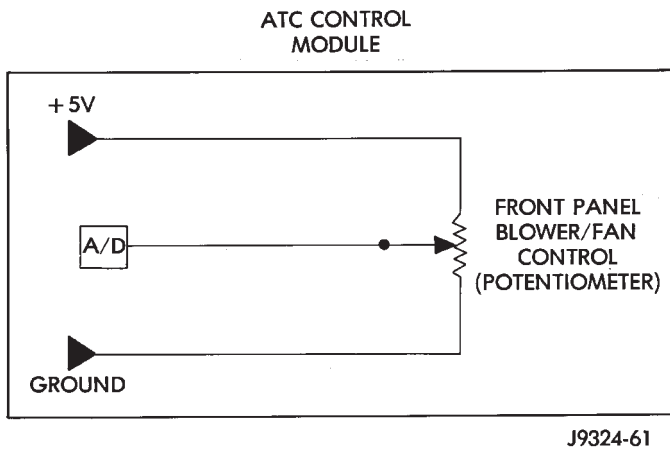 ATC CONTROL
MODULE
+5V
A/D
FRONT PANEL
BLOWER/FAN
CONTROL
(POTENTIOMETER)
GROUND
J9324-61